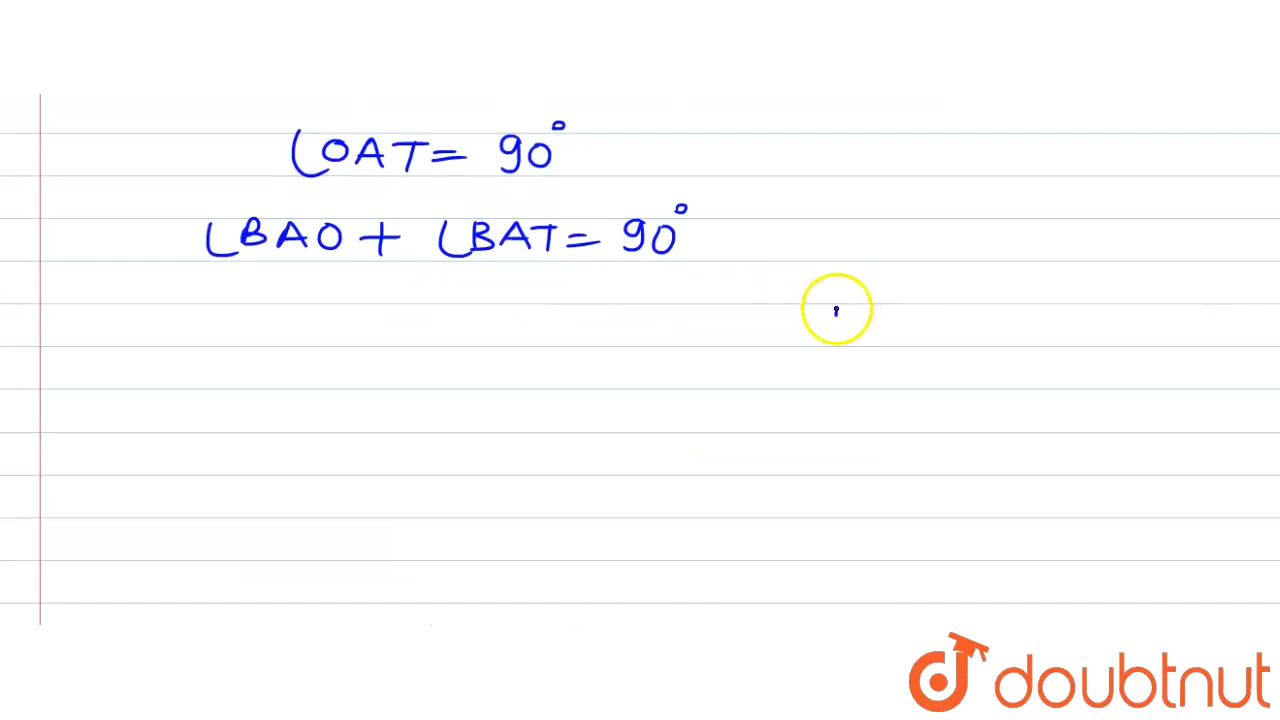 ∠OAT = 90°
∠BAO + ∠BAT = 90°
doubtnut